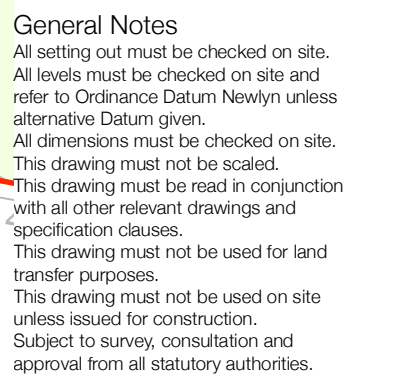 General Notes
All setting out must be checked on site.
All levels must be checked on site and
refer to Ordinance Datum Newlyn unless
alternative Datum given.
All dimensions must be checked on site.
This drawing must not be scaled.
This drawing must be read in conjunction
with all other relevant drawings and
specification clauses.
This drawing must not be used for land
transfer purposes.
This drawing must not be used on site
unless issued for construction.
Subject to survey, consultation and
approval from all statutory authorities.